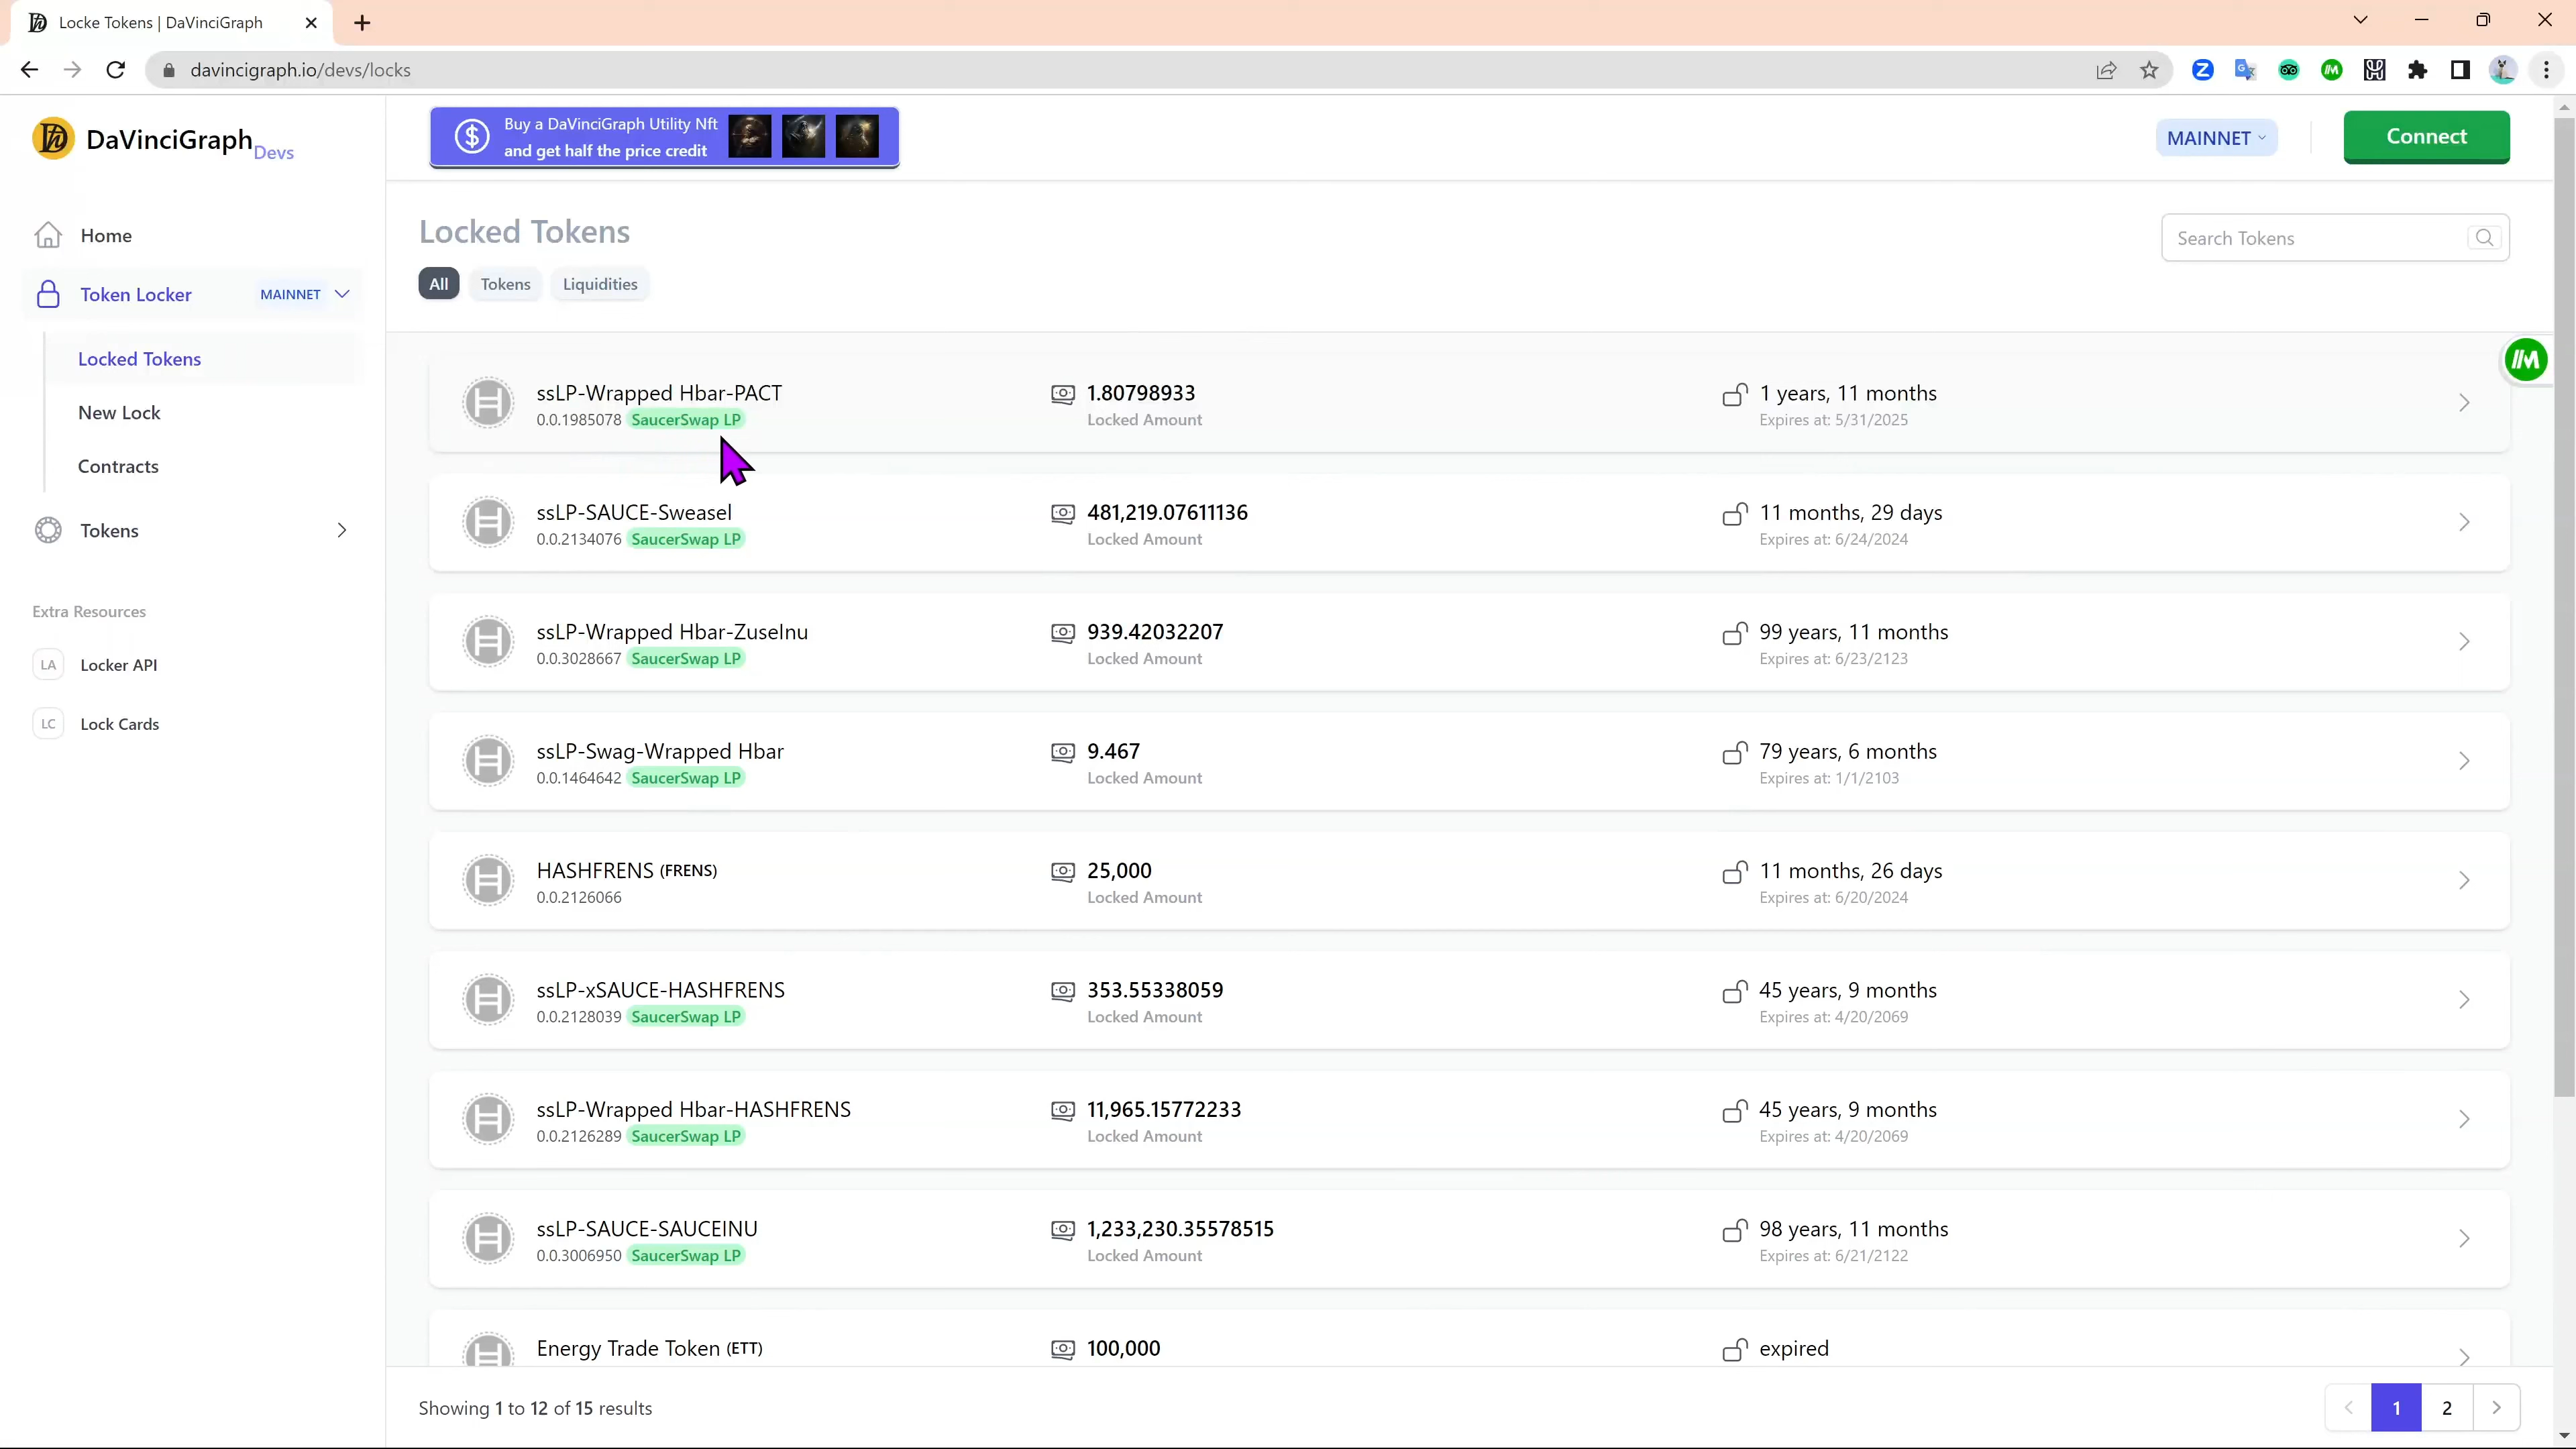 Locke Tokens | DaVinciGraph
davincigraph.io/devs/locks
DaVinciGraph Devs
Buy a DaVinciGraph Utility Nft
and get half the price credit
MAINNET
Connect
Home
Token Locker MAINNET
Locked Tokens
New Lock
Contracts
Tokens
Extra Resources
LA Locker API
LC Lock Cards
Locked Tokens
Search Tokens
All Tokens Liquidities
ssLP-Wrapped Hbar-PACT 1.80798933 1 years, 11 months
0.0.1985078 SaucerSwap LP Locked Amount Expires at: 5/31/2025
ssLP-SAUCE-Sweasel 481,219.07611136 11 months, 29 days
0.0.2134076 SaucerSwap LP Locked Amount Expires at: 6/24/2024
ssLP-Wrapped Hbar-ZuseInu 939.42032207 99 years, 11 months
0.0.3028667 SaucerSwap LP Locked Amount Expires at: 6/23/2123
ssLP-Swag-Wrapped Hbar 9.467 79 years, 6 months
0.0.1464642 SaucerSwap LP Locked Amount Expires at: 1/1/2103
HASHFRENS (FRENS) 25,000 11 months, 26 days
0.0.2126066 Locked Amount Expires at: 6/20/2024
ssLP-xSAUCE-HASHFRENS 353.55338059 45 years, 9 months
0.0.2128039 SaucerSwap LP Locked Amount Expires at: 4/20/2069
ssLP-Wrapped Hbar-HASHFRENS 11,965.15772233 45 years, 9 months
0.0.2126289 SaucerSwap LP Locked Amount Expires at: 4/20/2069
ssLP-SAUCE-SAUCEINU 1,233,230.35578515 98 years, 11 months
0.0.3006950 SaucerSwap LP Locked Amount Expires at: 6/21/2122
Energy Trade Token (ETT) 100,000 expired
Showing 1 to 12 of 15 results
1 2